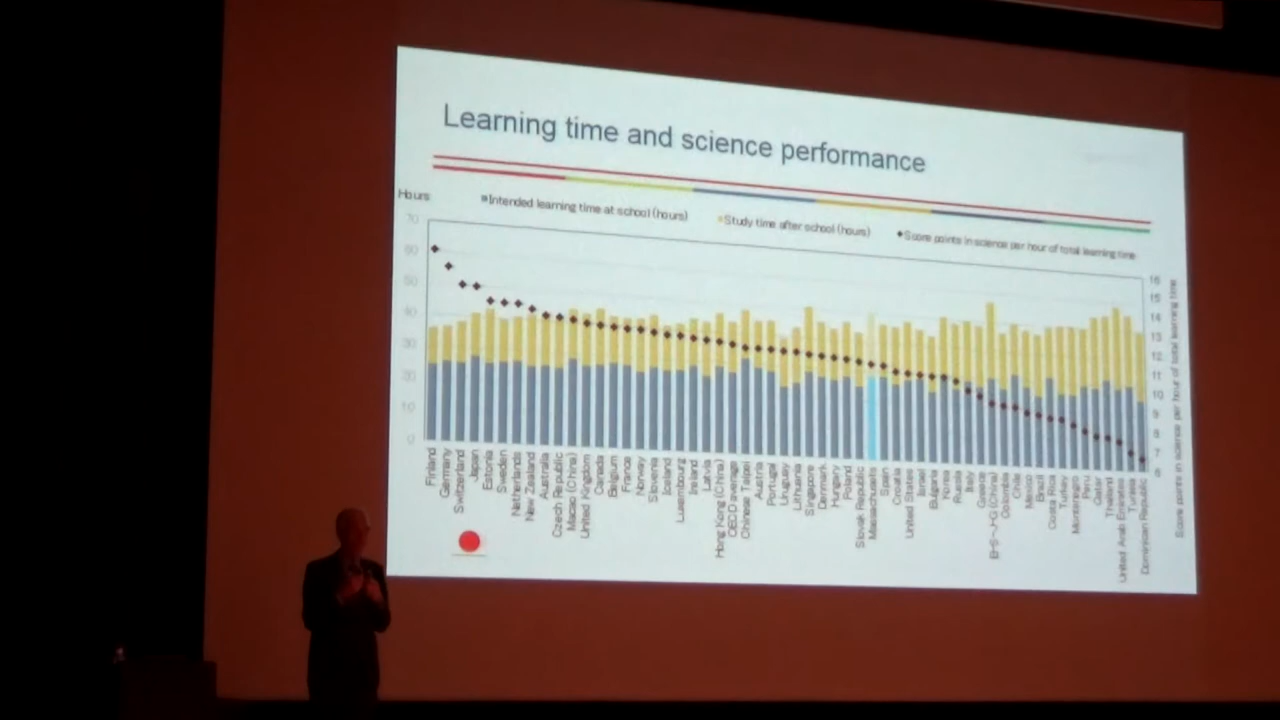 Learning time and science performance
Hours
Intended learning time at school (hours)
Study time after school (hours)
Score points in science per hour of total learning time
70
60
50
40
30
20
10
0
16
15
14
13
12
11
10
9
8
7
6
Score points in science per hour of total learning time
Finland
Germany
Switzerland
Japan
Estonia
Sweden
Netherlands
New Zealand
Australia
Czech Republic
Macao (China)
United Kingdom
Canada
Belgium
France
Norway
Slovenia
Iceland
Luxembourg
Ireland
Latvia
Hong Kong (China)
OECD average
Chinese Taipei
Austria
Portugal
Uruguay
Lithuania
Singapore
Denmark
Hungary
Poland
Slovak Republic
Massachusetts
Spain
Croatia
United States
Israel
Bulgaria
Korea
Russia
Italy
Greece
B-S-J-G (China)
Colombia
Chile
Mexico
Brazil
Costa Rica
Turkey
Montenegro
Peru
Qatar
Thailand
United Arab Emirates
Tunisia
Dominican Republic